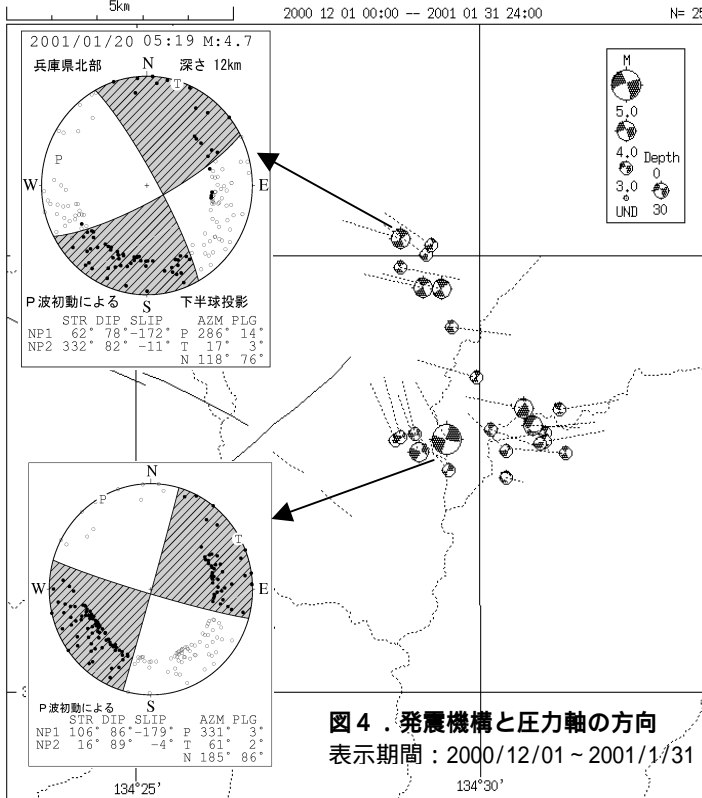 5km
2000 12 01 00:00 -- 2001 01 31 24:00
N= 25
2001/01/20 05:19 M:4.7
兵庫県北部
N
深さ 12km
T
P
W
E
S
P波初動による
下半球投影
STR DIP SLIP AZM PLG
NP1 62° 78° -172° P 286° 14°
NP2 332° 82° -11° T 17° 3°
N 118° 76°
M
5.0
4.0
3.0
UND
Depth
0
30
N
P
T
W
E
S
P波初動による
STR DIP SLIP AZM PLG
NP1 106° 86° -179° P 331° 3°
NP2 16° 89° -4° T 61° 2°
N 185° 86°
図4．発震機構と圧力軸の方向
表示期間：2000/12/01～2001/1/31
134°25'
134°30'